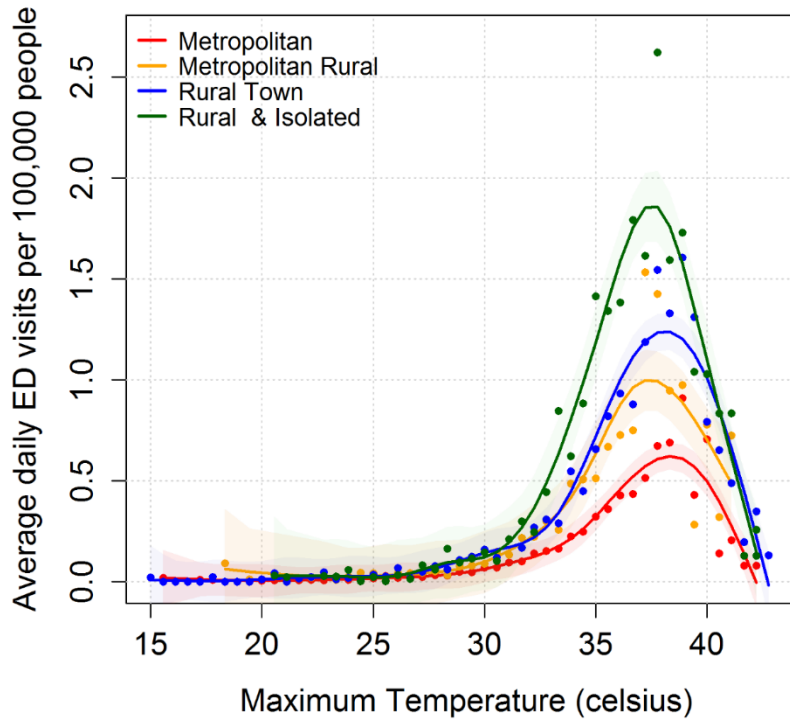 Average daily ED visits per 100,000 people
Metropolitan
Metropolitan Rural
Rural Town
Rural & Isolated
2.5
2.0
1.5
1.0
0.5
0.0
15 20 25 30 35 40
Maximum Temperature (celsius)